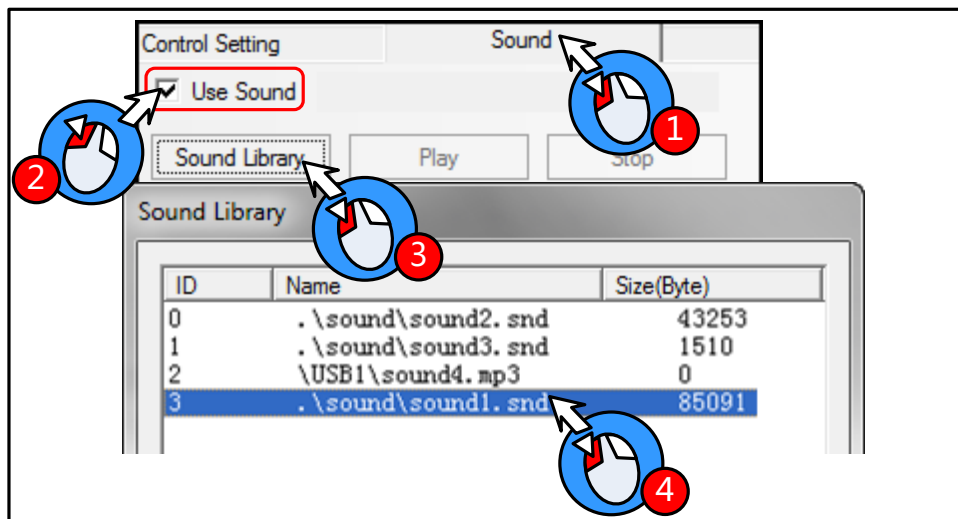 Control Setting Sound
1
Use Sound
2
Sound Library Play Stop
3
Sound Library
ID Name Size(Byte)
0 .\sound\sound2.snd 43253
1 .\sound\sound3.snd 1510
2 \USB1\sound4.mp3 0
3 .\sound\sound1.snd 85091
4